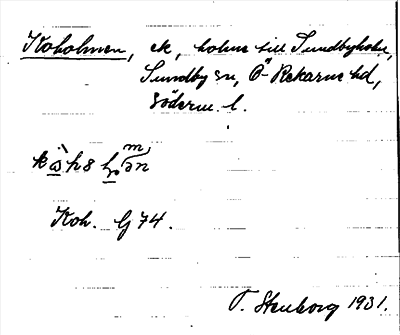 Koholmen, ek, holme till Sundbyholm,
Sundby sn, Ö-Rekarne hd,
Söderm. l.
Koh. G 74.
T. Stenborg 1931.